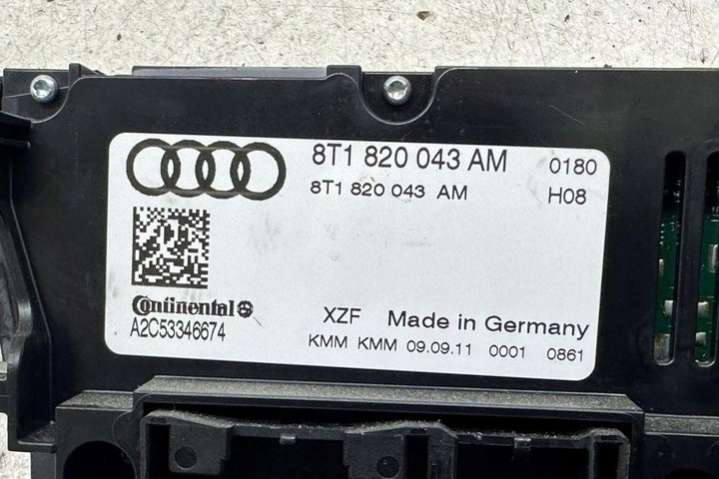 8T1 820 043 AM 0180
8T1 820 043 AM H08
Continental
A2C53346674
XZF Made in Germany
KMM KMM 09.09.11 0001 0861